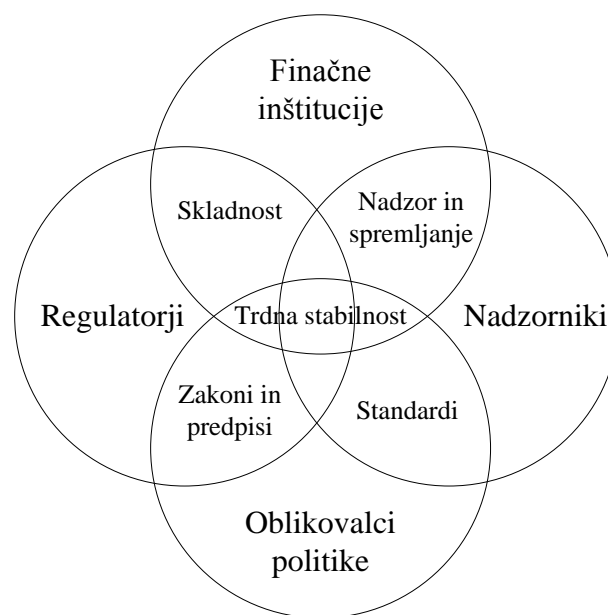 Finačne
inštitucije
Skladnost
Nadzor in
spremljanje
Regulatorji
Trdna stabilnost
Nadzorniki
Zakoni in
predpisi
Standardi
Oblikovalci
politike